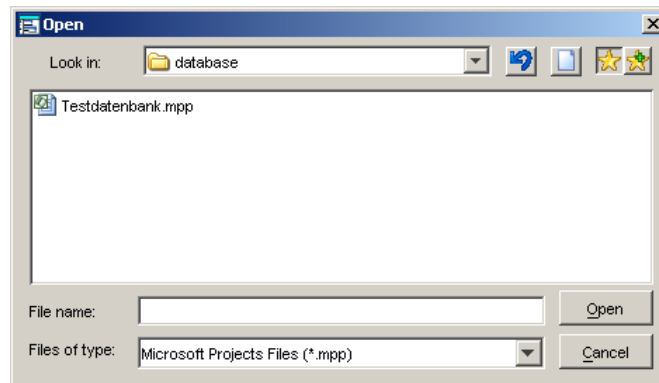 Open
Look in: database
Testdatenbank.mpp
File name: Open
Files of type: Microsoft Projects Files (*.mpp) Cancel